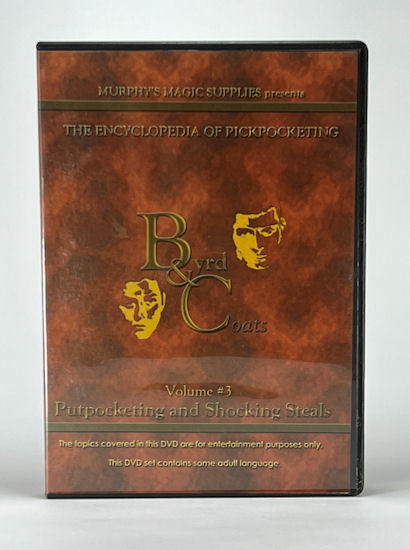 MURPHY'S MAGIC SUPPLIES presents
THE ENCYCLOPEDIA OF PICKPOCKETING
Byrd
&
Coats
Volume #3
Putpocketing and Shocking Steals
The topics covered in this DVD are for entertainment purposes only.
This DVD set contains some adult language.